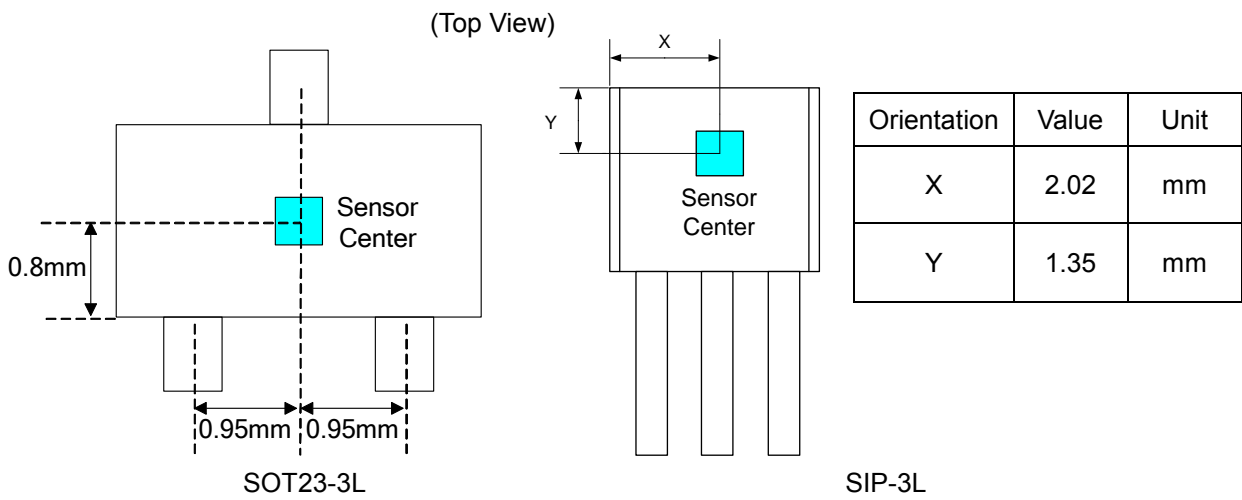 (Top View)
X
Y
Sensor
Center
0.8mm
0.95mm 0.95mm
SOT23-3L
Sensor
Center
SIP-3L
Orientation Value Unit
X 2.02 mm
Y 1.35 mm